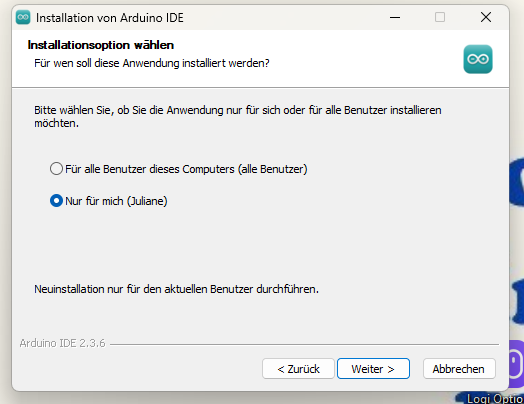 Installation von Arduino IDE
Installationsoption wählen
Für wen soll diese Anwendung installiert werden?
Bitte wählen Sie, ob Sie die Anwendung nur für sich oder für alle Benutzer installieren
möchten.
Für alle Benutzer dieses Computers (alle Benutzer)
Nur für mich (Juliane)
Neuinstallation nur für den aktuellen Benutzer durchführen.
Arduino IDE 2.3.6
< Zurück
Weiter >
Abbrechen
Logi Optio